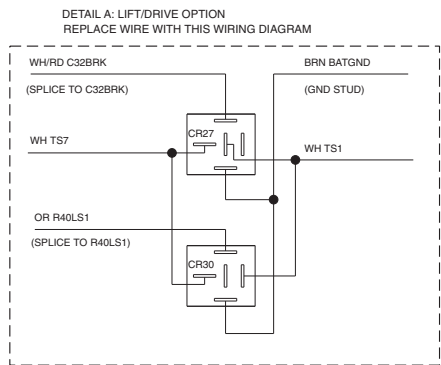 DETAIL A: LIFT/DRIVE OPTION
REPLACE WIRE WITH THIS WIRING DIAGRAM
WH/RD C32BRK
BRN BATGND
(SPLICE TO C32BRK)
(GND STUD)
CR27
WH TS7
WH TS1
OR R40LS1
(SPLICE TO R40LS1)
CR30